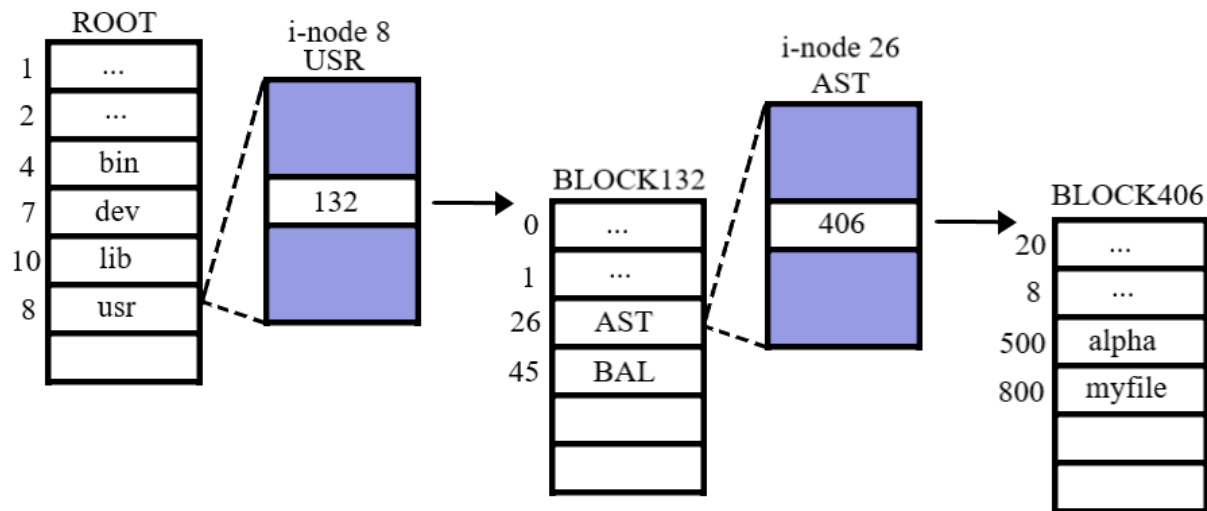 ROOT
1 ...
2 ...
4 bin
7 dev
10 lib
8 usr
i-node 8
USR
132
BLOCK132
0 ...
1 ...
26 AST
45 BAL
i-node 26
AST
406
BLOCK406
20 ...
8 ...
500 alpha
800 myfile